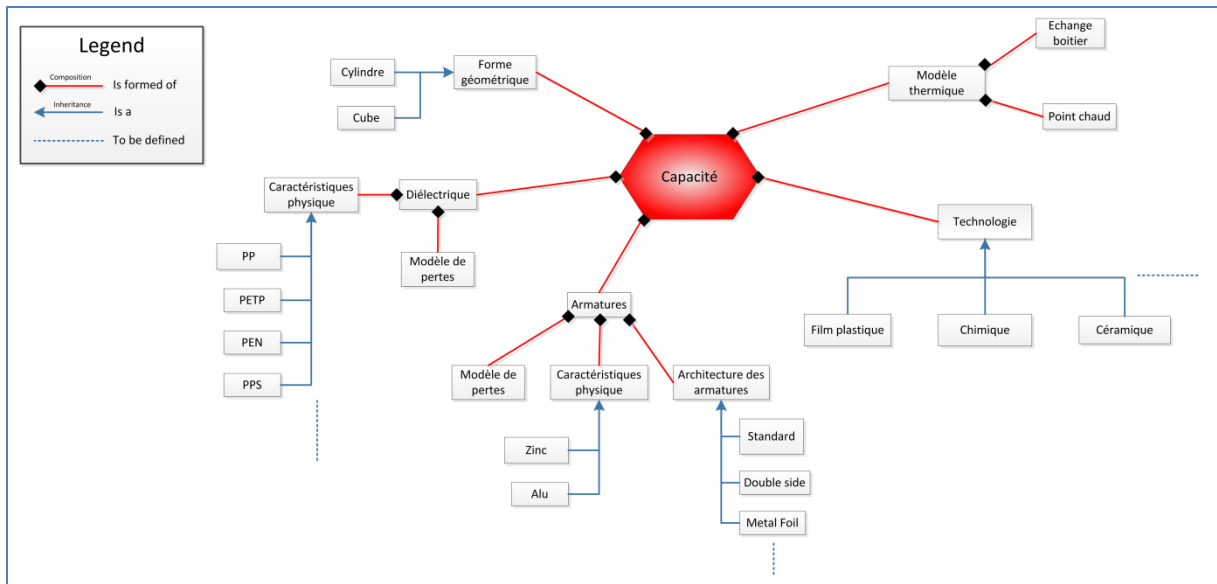 Legend
Composition
Is formed of
Inheritance
Is a
To be defined
Cylindre
Cube
Forme
géométrique
Echange
boitier
Modèle
thermique
Point chaud
Capacité
Caractéristiques
physique
Diélectrique
Modèle de
pertes
PP
PETP
PEN
PPS
Technologie
Film plastique
Chimique
Céramique
Armatures
Modèle de
pertes
Caractéristiques
physique
Architecture des
armatures
Zinc
Alu
Standard
Double side
Metal Foil